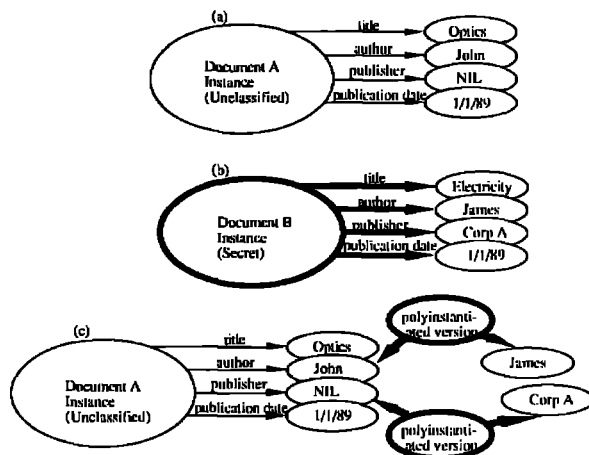 (a)
title
Optics
author
John
Document A
Instance
(Unclassified)
publisher
NIL
publication date
1/1/89
(b)
title
Electricity
author
James
Document B
Instance
(Secret)
publisher
Corp A
publication date
1/1/89
(c)
title
Optics
author
John
Document A
Instance
(Unclassified)
publisher
NIL
publication date
1/1/89
polyinstanti-
ated version
James
Corp A
polyinstanti-
ated version